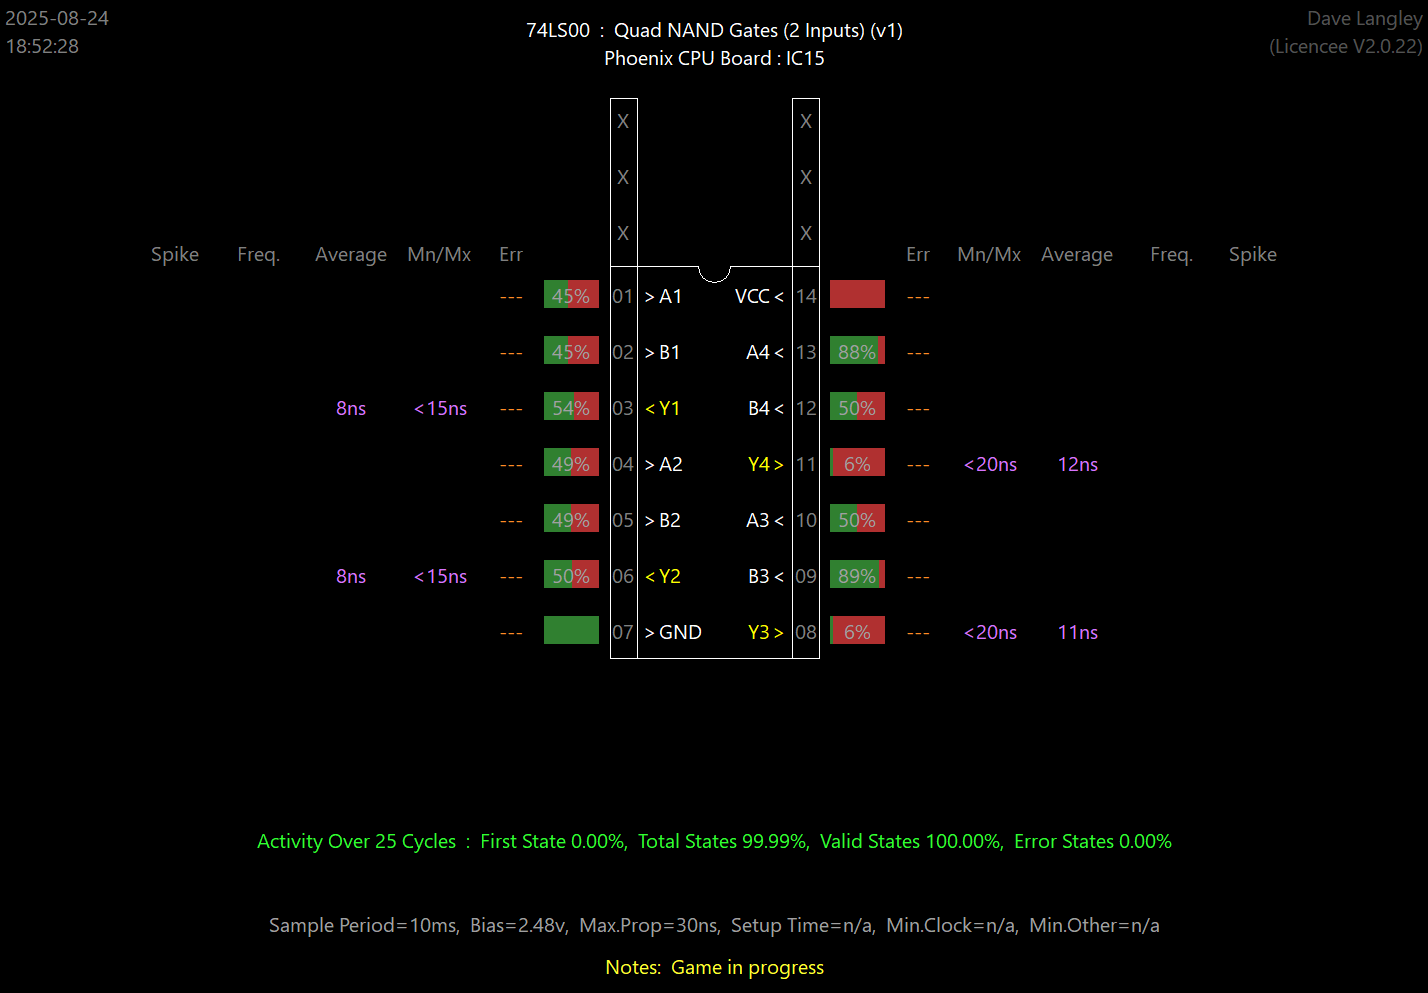 2025-08-24
18:52:28
74LS00 : Quad NAND Gates (2 Inputs) (v1)
Phoenix CPU Board : IC15
Dave Langley
(Licencee V2.0.22)
X X
X X
X X
Spike Freq. Average Mn/Mx Err Err Mn/Mx Average Freq. Spike
--- 45% 01 >A1 VCC< 14 ---
--- 45% 02 >B1 A4< 13 88% ---
8ns <15ns --- 54% 03 <Y1 B4< 12 50% ---
--- 49% 04 >A2 Y4> 11 6% --- <20ns 12ns
--- 49% 05 >B2 A3< 10 50% ---
8ns <15ns --- 50% 06 <Y2 B3< 09 89% ---
--- 07 >GND Y3> 08 6% --- <20ns 11ns
Activity Over 25 Cycles : First State 0.00%, Total States 99.99%, Valid States 100.00%, Error States 0.00%
Sample Period=10ms, Bias=2.48v, Max.Prop=30ns, Setup Time=n/a, Min.Clock=n/a, Min.Other=n/a
Notes: Game in progress